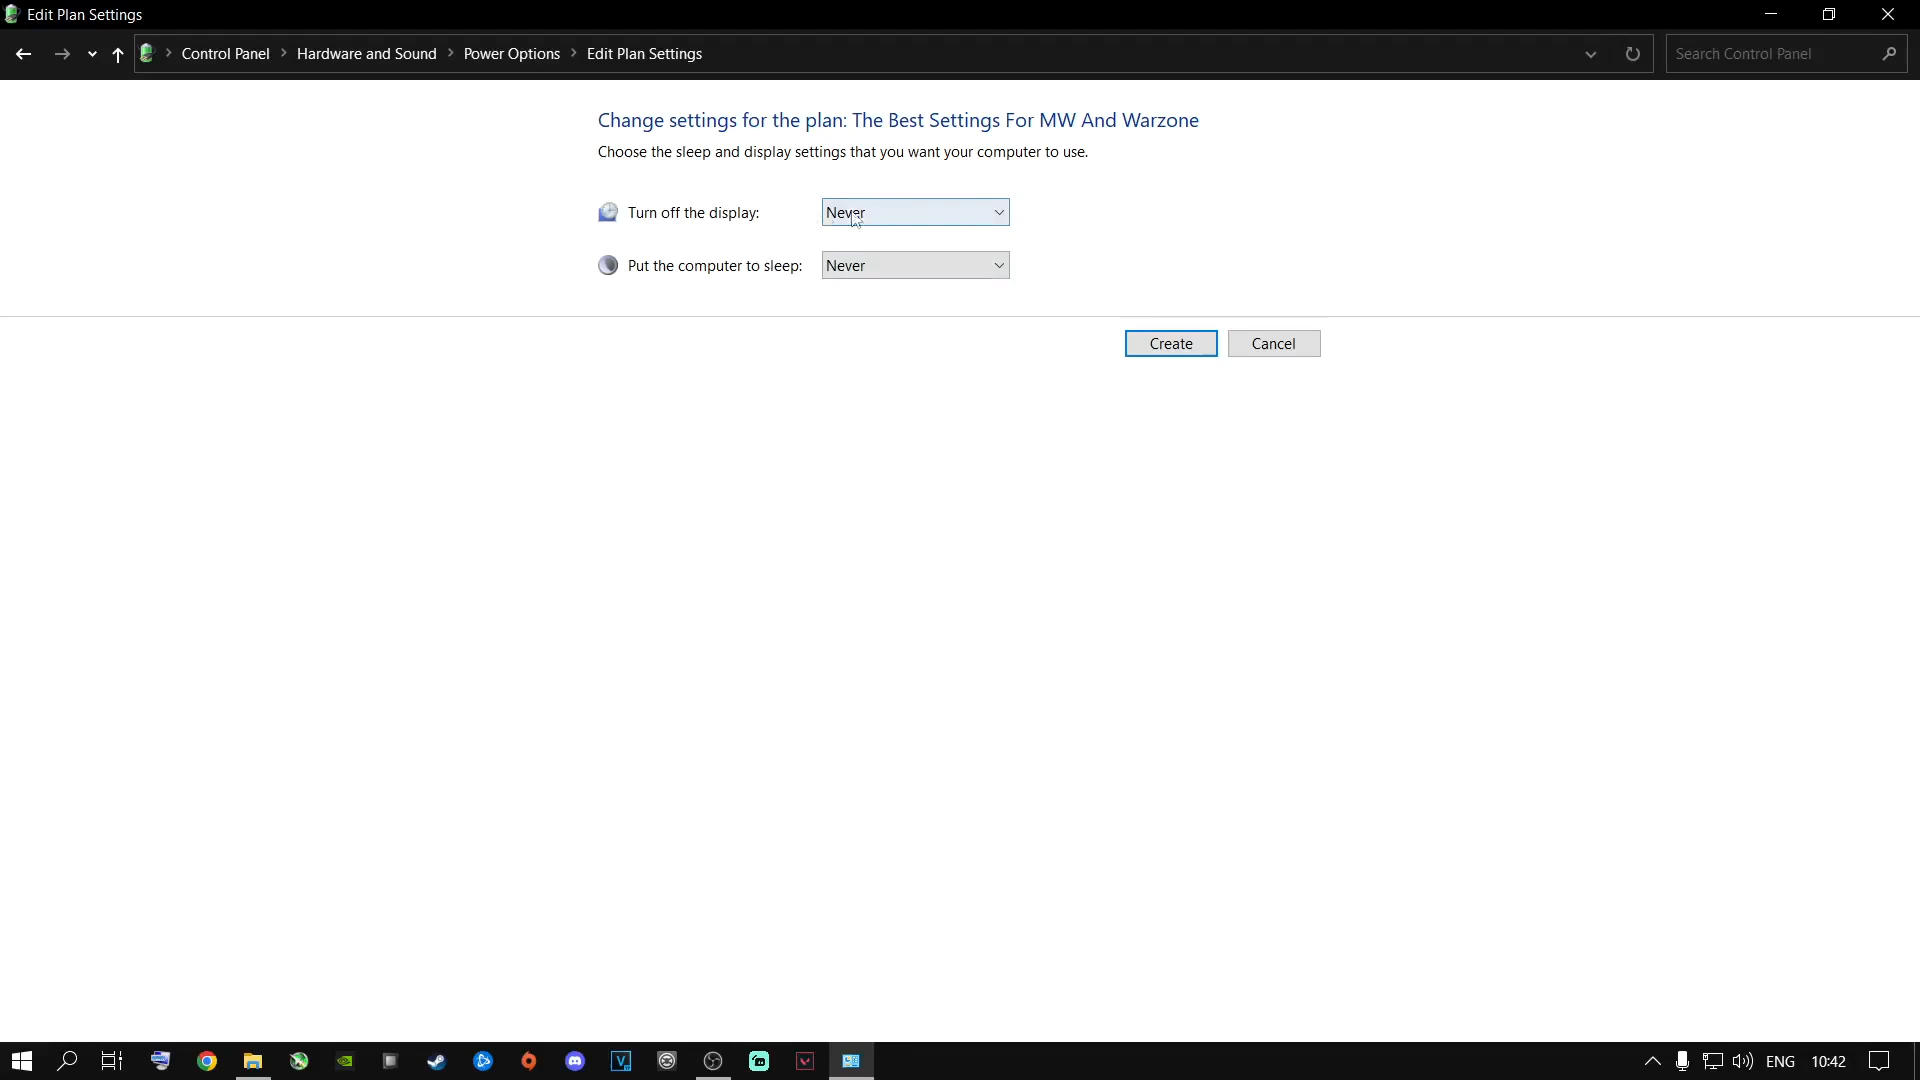 Edit Plan Settings
Control Panel > Hardware and Sound > Power Options > Edit Plan Settings
Search Control Panel
Change settings for the plan: The Best Settings For MW And Warzone
Choose the sleep and display settings that you want your computer to use.
Turn off the display: Never
Put the computer to sleep: Never
Create Cancel
ENG 10:42